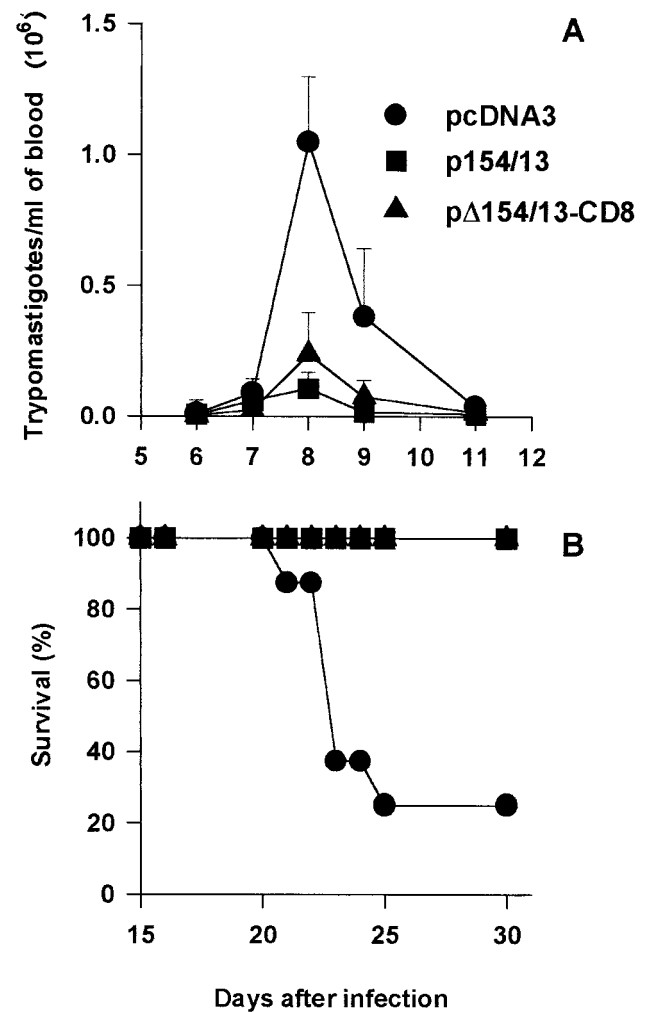 Trypomastigotes/ml of blood (10⁶)
1.5
1.0
0.5
0.0
A
pcDNA3
p154/13
pΔ154/13-CD8
5 6 7 8 9 10 11 12
Survival (%)
100
80
60
40
20
0
B
15 20 25 30
Days after infection